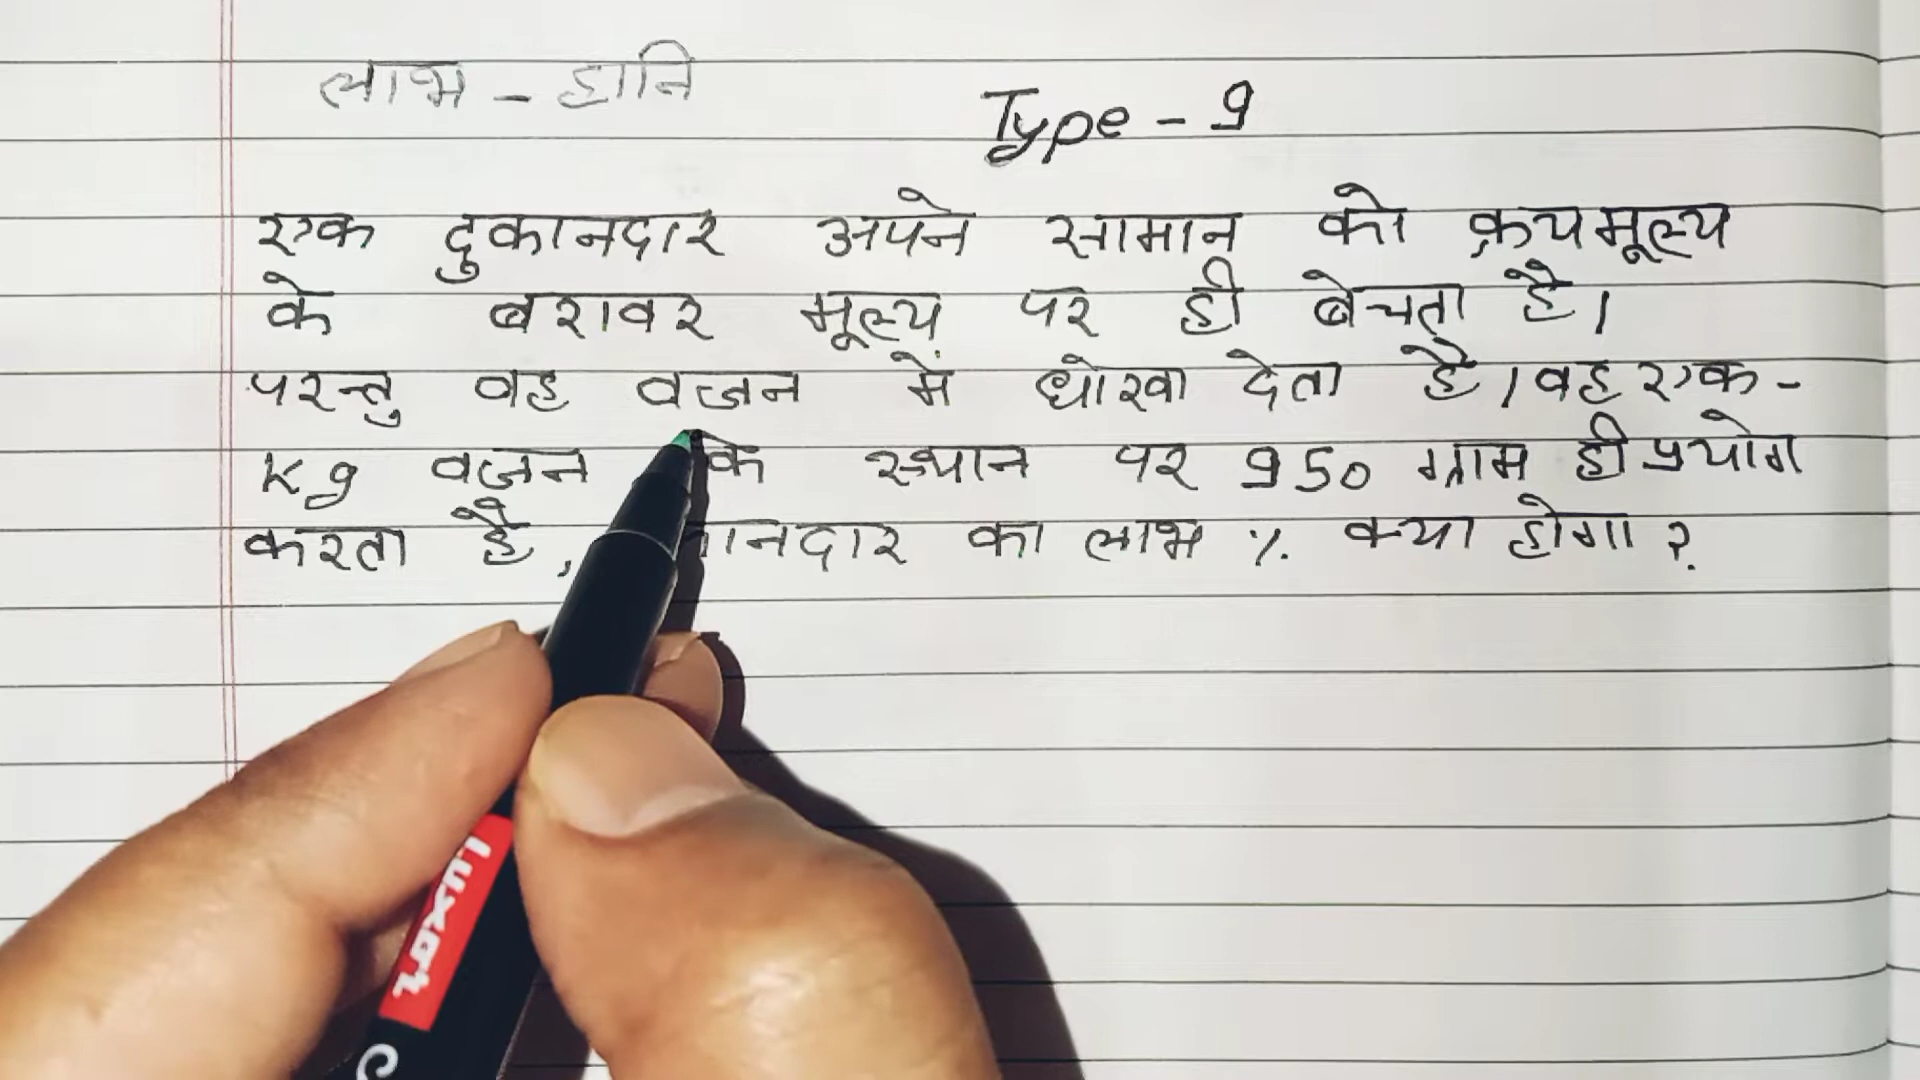 लाभ - हानि
Type - 9
एक दुकानदार अपने सामान को क्रयमूल्य
के बराबर मूल्य पर ही बेचता है।
परन्तु वह वजन में धोखा देता है। वह एक -
Kg वजन के स्थान पर 950 ग्राम ही प्रयोग
करता है, का लाभ % क्या होगा ?
Luxor